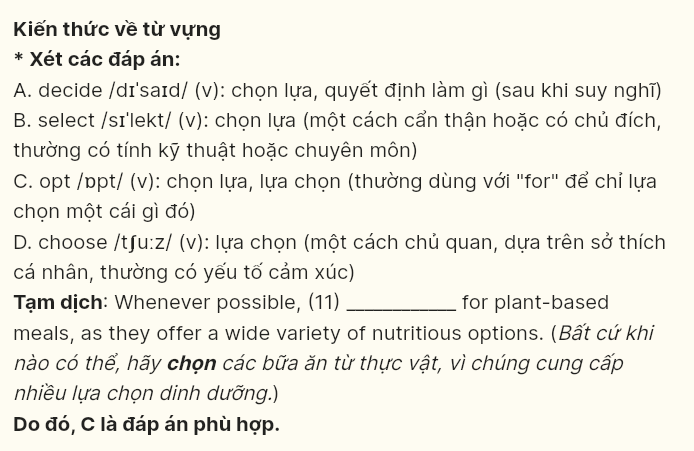 Kiến thức về từ vựng
* Xét các đáp án:
A. decide /dɪˈsaɪd/ (v): chọn lựa, quyết định làm gì (sau khi suy nghĩ)
B. select /sɪˈlekt/ (v): chọn lựa (một cách cẩn thận hoặc có chủ đích,
thường có tính kỹ thuật hoặc chuyên môn)
C. opt /ɒpt/ (v): chọn lựa, lựa chọn (thường dùng với "for" để chỉ lựa
chọn một cái gì đó)
D. choose /tʃuːz/ (v): lựa chọn (một cách chủ quan, dựa trên sở thích
cá nhân, thường có yếu tố cảm xúc)
Tạm dịch: Whenever possible, (11) ____________ for plant-based
meals, as they offer a wide variety of nutritious options. (Bất cứ khi
nào có thể, hãy chọn các bữa ăn từ thực vật, vì chúng cung cấp
nhiều lựa chọn dinh dưỡng.)
Do đó, C là đáp án phù hợp.